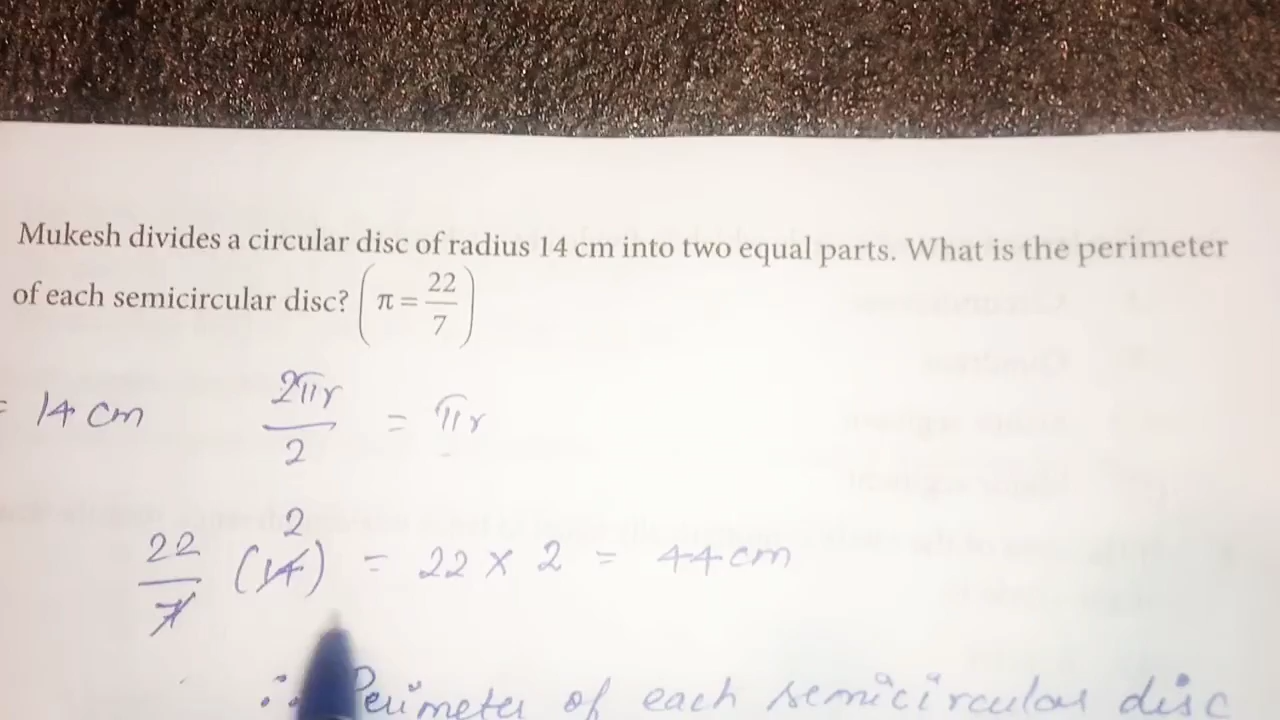 Mukesh divides a circular disc of radius 14 cm into two equal parts. What is the perimeter
of each semicircular disc? (π = 22/7)
= 14 cm 2πr/2 = πr
22/7 (14) 2 = 22 × 2 = 44 cm
∴ Perimeter of each semicircular disc